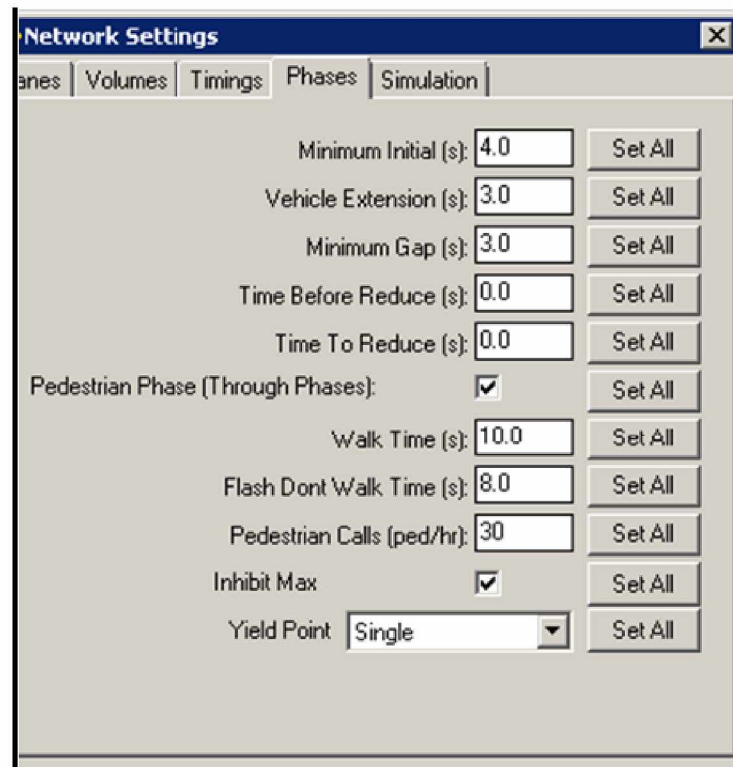 Network Settings
anes Volumes Timings Phases Simulation
Minimum Initial (s): 4.0 Set All
Vehicle Extension (s): 3.0 Set All
Minimum Gap (s): 3.0 Set All
Time Before Reduce (s): 0.0 Set All
Time To Reduce (s): 0.0 Set All
Pedestrian Phase (Through Phases): Set All
Walk Time (s): 10.0 Set All
Flash Dont Walk Time (s): 8.0 Set All
Pedestrian Calls (ped/hr): 30 Set All
Inhibit Max Set All
Yield Point Single Set All